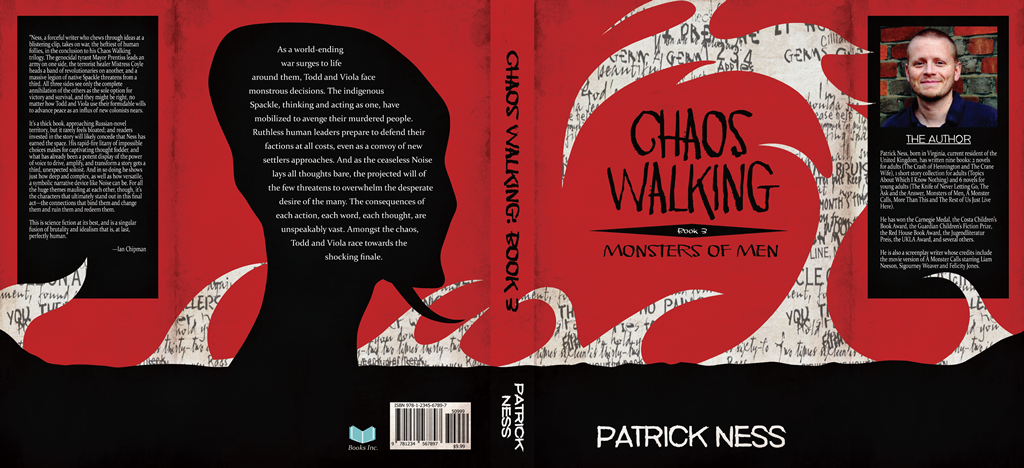 "Ness, a forceful writer who chews through ideas at a
blistering clip, takes on war, the heftiest of human
follies, in the conclusion to his Chaos Walking
trilogy. The genocidal tyrant Mayor Prentiss leads an
army on one side, the terrorist healer Mistress Coyle
heads a band of revolutionaries on another, and a
massive legion of native Spackle threatens from a
third. All three sides see only the complete
annihilation of the others as the sole option for
victory and survival, and they might be right, no
matter how Todd and Viola use their formidable wills
to advance peace as an influx of new colonists nears.
It's a thick book, approaching Russian-novel
territory, but it rarely feels bloated; and readers
invested in the story will likely concede that Ness has
earned the space. His rapid-fire litany of impossible
choices makes for captivating thought fodder, and
what has already been a potent display of the power
of voice to drive, amplify, and transform a story gets a
third, unexpected soloist. And in so doing he shows
just how deep and complex, as well as how versatile,
a symbolic narrative device like Noise can be. For all
the huge themes mauling at each other, though, it's
the characters that ultimately stand out in this final
act—the connections that bind them and change
them and ruin them and redeem them.
This is science fiction at its best, and is a singular
fusion of brutality and idealism that is, at last,
perfectly human."
—Ian Chipman
As a world-ending
war surges to life
around them, Todd and Viola face
monstrous decisions. The indigenous
Spackle, thinking and acting as one, have
mobilized to avenge their murdered people.
Ruthless human leaders prepare to defend their
factions at all costs, even as a convoy of new
settlers approaches. And as the ceaseless Noise
lays all thoughts bare, the projected will of
the few threatens to overwhelm the desperate
desire of the many. The consequences of
each action, each word, each thought, are
unspeakably vast. Amongst the chaos,
Todd and Viola race towards the
shocking finale.
Books Inc.
ISBN 978-1-2345-6789-7
50999
9 781234 567897
$9.99
CHAOS WALKING: BOOK 3
PATRICK
NESS
CHAOS
WALKING
BOOK 3
MONSTERS OF MEN
PATRICK NESS
THE AUTHOR
Patrick Ness, born in Virginia, current resident of the
United Kingdom, has written nine books: 2 novels
for adults (The Crash of Hennington and The Crane
Wife), 1 short story collection for adults (Topics
About Which I Know Nothing) and 6 novels for
young adults (The Knife of Never Letting Go, The
Ask and the Answer, Monsters of Men, A Monster
Calls, More Than This and The Rest of Us Just Live
Here).
He has won the Carnegie Medal, the Costa Children's
Book Award, the Guardian Children's Fiction Prize,
the Red House Book Award, the Jugendliteratur
Preis, the UKLA Award, and several others.
He is also a screenplay writer whose credits include
the movie version of A Monster Calls starring Liam
Neeson, Sigourney Weaver and Felicity Jones.